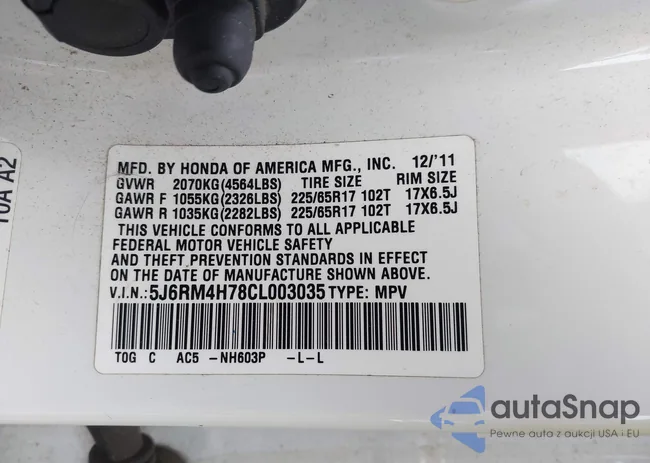 MFD. BY HONDA OF AMERICA MFG., INC. 12/'11
GVWR 2070KG(4564LBS) TIRE SIZE RIM SIZE
GAWR F 1055KG(2326LBS) 225/65R17 102T 17X6.5J
GAWR R 1035KG(2282LBS) 225/65R17 102T 17X6.5J
THIS VEHICLE CONFORMS TO ALL APPLICABLE
FEDERAL MOTOR VEHICLE SAFETY
AND THEFT PREVENTION STANDARDS IN EFFECT
ON THE DATE OF MANUFACTURE SHOWN ABOVE.
V.I.N.:5J6RM4H78CL003035 TYPE: MPV
TOG C AC5 -NH603P -L-L
T0A A2
autaSnap
Pewne auta z aukcji USA i EU